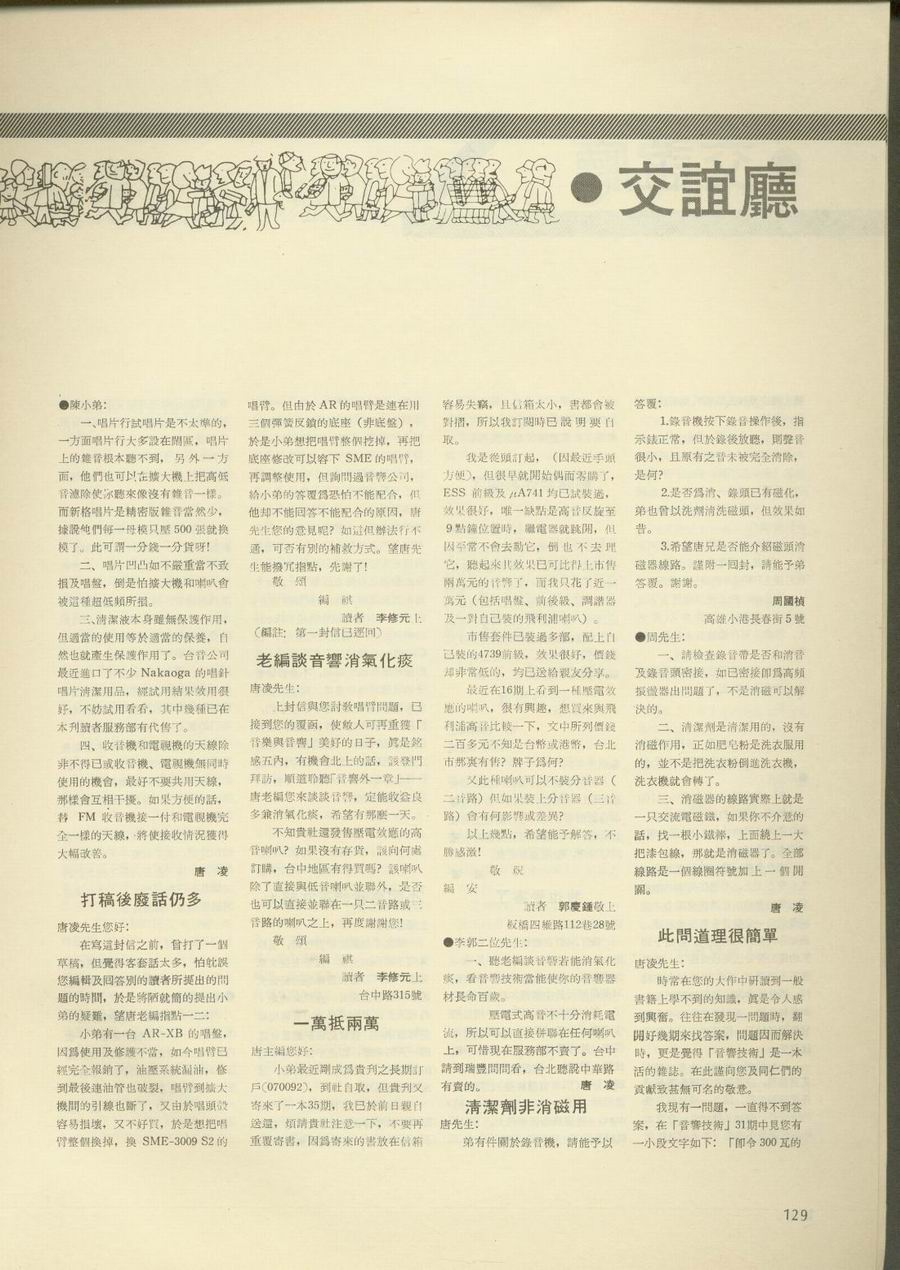 ●交誼廳
●陳小弟：
一、唱片行試唱片是不太準的，
一方面唱片行大多設在鬧區，唱片
上的雜音根本聽不到，另外一方
面，他們也可以在擴大機上把高低
音濾除使你聽來像沒有雜音一樣。
而新格唱片是精密版雜音當然少，
據說他們每一母模只壓500張就換
模了。此可謂一分錢一分貨呀！
二、唱片凹凸如不嚴重當不致
損及唱盤，倒是怕擴大機和喇叭會
被這種超低頻所損。
三、清潔液本身雖無保護作用，
但適當的使用等於適當的保養，自
然也就產生保護作用了。台音公司
最近進口了不少Nakaoga的唱針
唱片清潔用品，經試用結果效用很
好，不妨試用看看，其中幾種已在
本刊讀者服務部有代售了。
四、收音機和電視機的天線除
非不得已或收音機、電視機無同時
使用的機會，最好不要共用天線，
那樣會互相干擾。如果方便的話，
替 FM 收音機接一付和電視機完
全一樣的天線，將使接收情況獲得
大幅改善。
唐　凌
打稿後廢話仍多
唐凌先生您好：
在寫這封信之前，曾打了一個
草稿，但覺得客套話太多，怕耽誤
您編輯及回答別的讀者所提出的問
題的時間，於是將陋就簡的提出小
弟的疑難，望唐老編指點一二：
小弟有一台 AR-XB 的唱盤，
因爲使用及修護不當，如今唱臂已
經完全報銷了，油壓系統漏油，修
到最後連油管也破裂，唱臂到擴大
機間的引線也斷了，又由於唱頭殼
容易損壞，又不好買，於是想把唱
臂整個換掉，換 SME-3009 S2的
唱臂。但由於AR的唱臂是連在用
三個彈簧反鎖的底座（非底盤），
於是小弟想把唱臂整個挖掉，再把
底座修改可以容下 SME 的唱臂，
再調整使用，但詢問過音響公司，
給小弟的答覆爲恐怕不能配合，但
他却不能回答不能配合的原因，唐
先生您的意見呢？如這但辦法行不
通，可否有別的補救方式。望唐先
生能撥冗指點，先謝了！
敬　頌
編　祺
讀者　李修元上
（編註：第一封信已退回）
老編談音響消氣化痰
唐凌先生：
上封信與您討教唱臂問題，已
接到您的覆函，使敝人可再重獲「
音樂與音響」美好的日子，眞是銘
感五內，有機會北上的話，該登門
拜訪，順道聆聽「音響外一章」——
唐老編您來談談音響，定能收益良
多兼消氣化痰，希望有那麼一天。
不知貴社還發售壓電效應的高
音喇叭？如果沒有存貨，該向何處
訂購，台中地區有得買嗎？該喇叭
除了直接與低音喇叭並聯外，是否
也可以直接並聯在一只二音路或三
音路的喇叭之上，再度謝謝您！
敬　頌
編　祺
讀者　李修元上
台中路315號
一萬抵兩萬
唐主編您好：
小弟最近剛成爲貴刋之長期訂
戶(070092)，到吐自取，但貴刋又
寄來了一本35期，我已於前日親自
送還，煩請貴社注意一下，不要再
重覆寄書，因爲寄來的書放在信箱
容易失竊，且信箱太小，書都會被
對摺，所以我訂閱時已說明要自
取。
我是從頭訂起，（因最近手頭
方便），但很早就開始偶而零購了，
ESS 前級及μA741均已試裝過，
效果很好，唯一缺點是高音反旋至
9點鐘位置時，繼電器就跳開，但
因平常不會去動它，倒也不去理
它，聽起來其效果已可比得上市售
兩萬元的音響了，而我只花了近一
萬元（包括唱盤、前後級、調諧器
及一對自己裝的飛利浦喇叭）。
市售套件已裝過多部，配上自
己裝的4739前級，效果很好，價錢
却非常低的，均已送給親友分享。
最近在16期上看到一種壓電效
應的喇叭，很有興趣，想買來與飛
利浦高音比較一下，文中所列價錢
二百多元不知是台幣或港幣，台北
市那裏有售？牌子爲何？
又此種喇叭可以不裝分音器（
二音路）但如果裝上分音器（三音
路）會有何影響或差異？
以上幾點，希望能予解答，不
勝感激！
敬　祝
編　安
讀者　郭慶鍾敬上
板橋四維路112巷28號
●李郭二位先生：
一、聽老編談音響若能消氣化
痰，看音響技術當能使你的音響器
材長命百歲。
壓電式高音不十分消耗電
流，所以可以直接併聯在任何喇叭
上，可惜現在服務部不賣了。台中
請到瑞豐問問看，台北聽說中華路
有賣的。　唐　凌
清潔劑非消磁用
唐先生：
弟有件關於錄音機，請能予以
答覆：
1.錄音機按下錄音操作後，指
示錶正常，但於錄後放聽，則聲音
很小，且原有之音未被完全消除，
是何？
2.是否爲消、錄頭已有磁化，
弟也曾以洗劑清洗磁頭，但效果如
昔。
3.希望唐兄是否能介紹磁頭消
磁器線路。謹附一回封，請能予弟
答覆。謝謝。
周國楨
高雄小港長春街5號
●周先生：
一、請檢查錄音帶是否和消音
及錄音頭密接，如已密接卽爲高頻
振盪器出問題了，不是消磁可以解
決的。
二、清潔劑是清潔用的，沒有
消磁作用，正如肥皂粉是洗衣服用
的，並不是把洗衣粉倒進洗衣機，
洗衣機就會轉了。
三、消磁器的線路實際上就是
一只交流電磁鐵，如果你不介意的
話，找一根小鐵棒，上面繞上一大
把漆包線，那就是消磁器了。全部
線路是一個線圈符號加上一個開
關。
唐　凌
此問道理很簡單
唐凌先生：
時常在您的大作中硏讀到一般
書籍上學不到的知識，眞是令人感
到興奮。往往在發現一問題時，翻
開好幾期來找答案，問題因而解決
時，更是覺得「音響技術」是一本
活的雜誌。在此謹向您及同仁們的
貢獻致甚無可名的敬意。
我現有一問題，一直得不到答
案，在「音響技術」31期中見您有
一小段文字如下：「卽令300瓦的
129